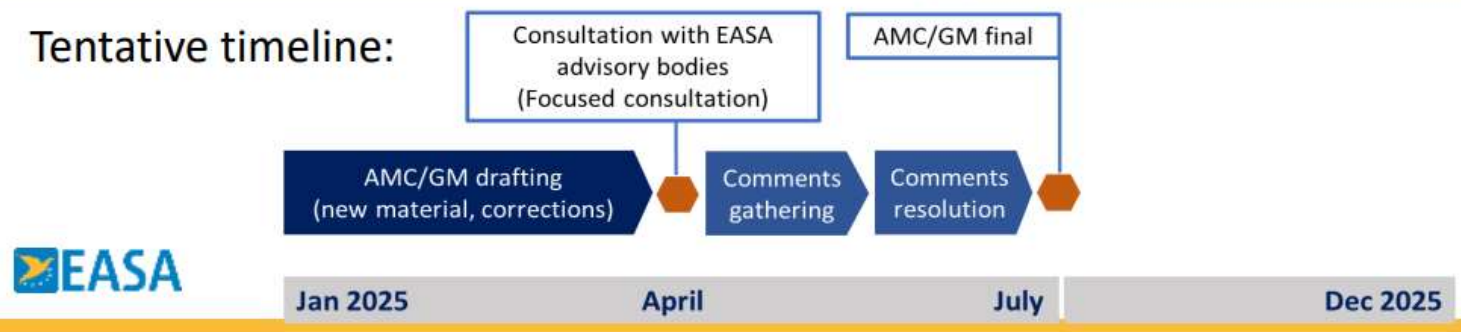 Tentative timeline:
Consultation with EASA
advisory bodies
(Focused consultation)
AMC/GM final
AMC/GM drafting
(new material, corrections)
Comments
gathering
Comments
resolution
EASA
Jan 2025
April
July
Dec 2025